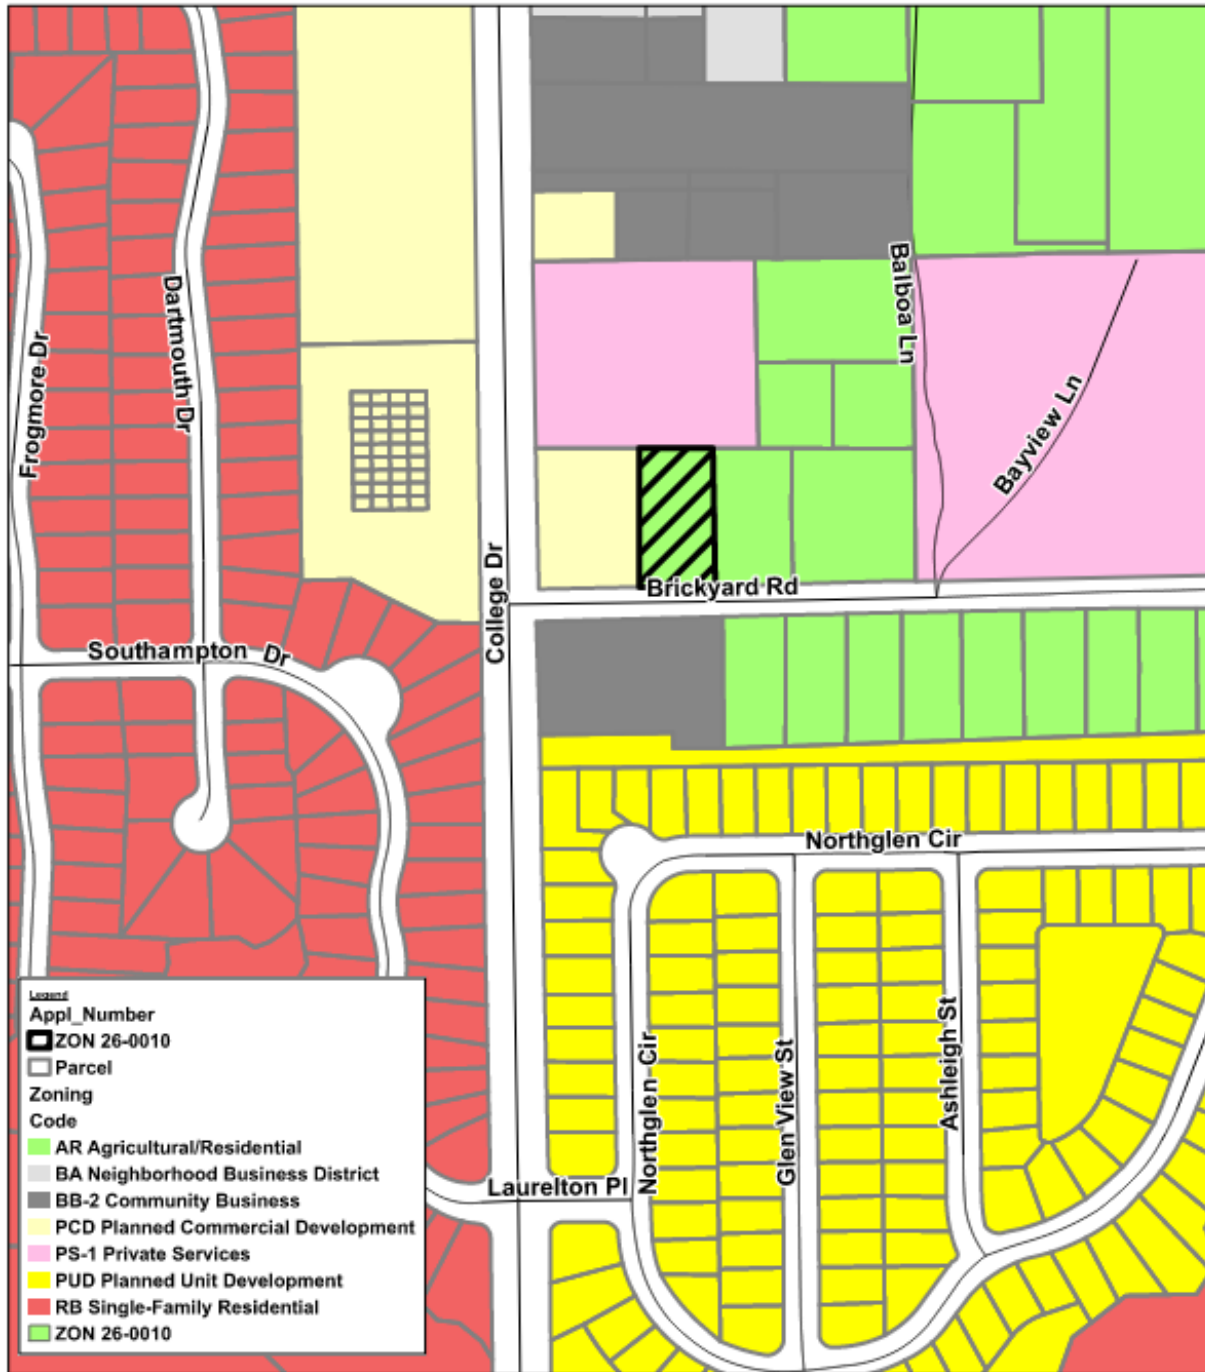 Balboa Ln
Dartmouth Dr
Frogmore Dr
Bayview Ln
College Dr
Brickyard Rd
Southampton Dr
Northglen Cir
Northglen Cir
Glen View St
Ashleigh St
Laurelton Pl
Legend
Appl_Number
ZON 26-0010
Parcel
Zoning
Code
AR Agricultural/Residential
BA Neighborhood Business District
BB-2 Community Business
PCD Planned Commercial Development
PS-1 Private Services
PUD Planned Unit Development
RB Single-Family Residential
ZON 26-0010